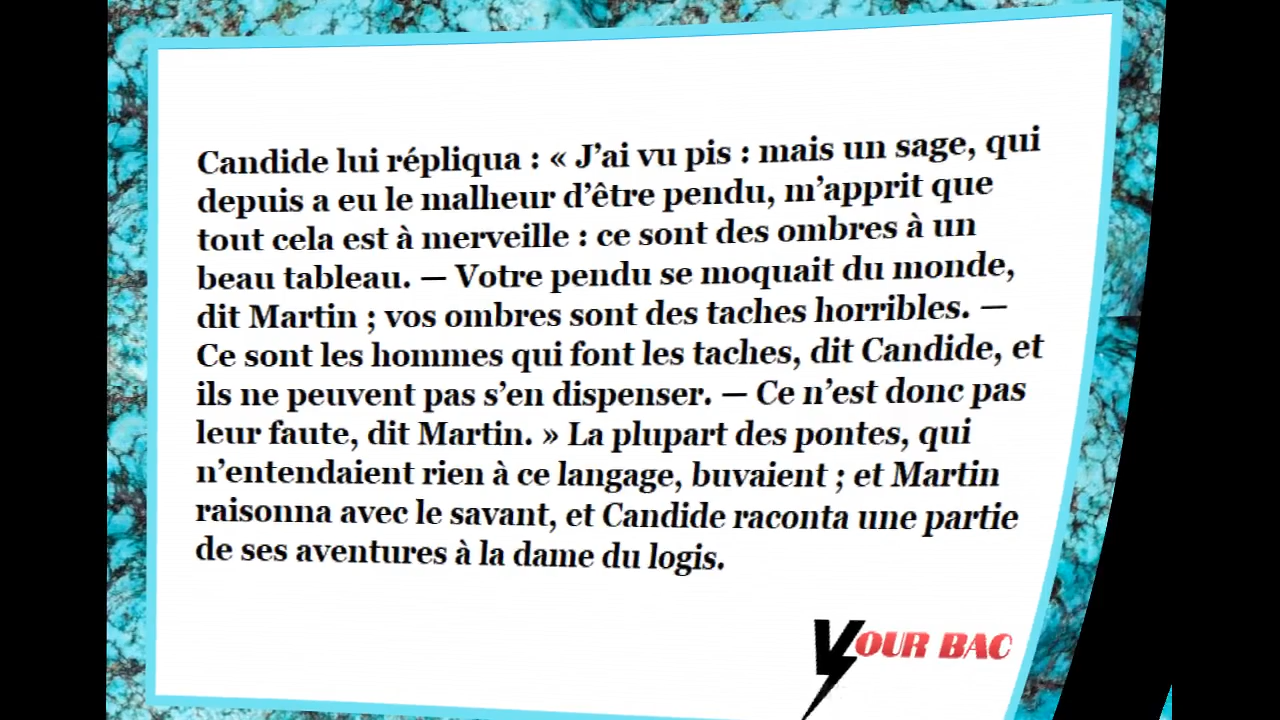 Candide lui répliqua : « J’ai vu pis : mais un sage, qui
depuis a eu le malheur d’être pendu, m’apprit que
tout cela est à merveille : ce sont des ombres à un
beau tableau. — Votre pendu se moquait du monde,
dit Martin ; vos ombres sont des taches horribles. —
Ce sont les hommes qui font les taches, dit Candide, et
ils ne peuvent pas s’en dispenser. — Ce n’est donc pas
leur faute, dit Martin. » La plupart des pontes, qui
n’entendaient rien à ce langage, buvaient ; et Martin
raisonna avec le savant, et Candide raconta une partie
de ses aventures à la dame du logis.
YOUR BAC